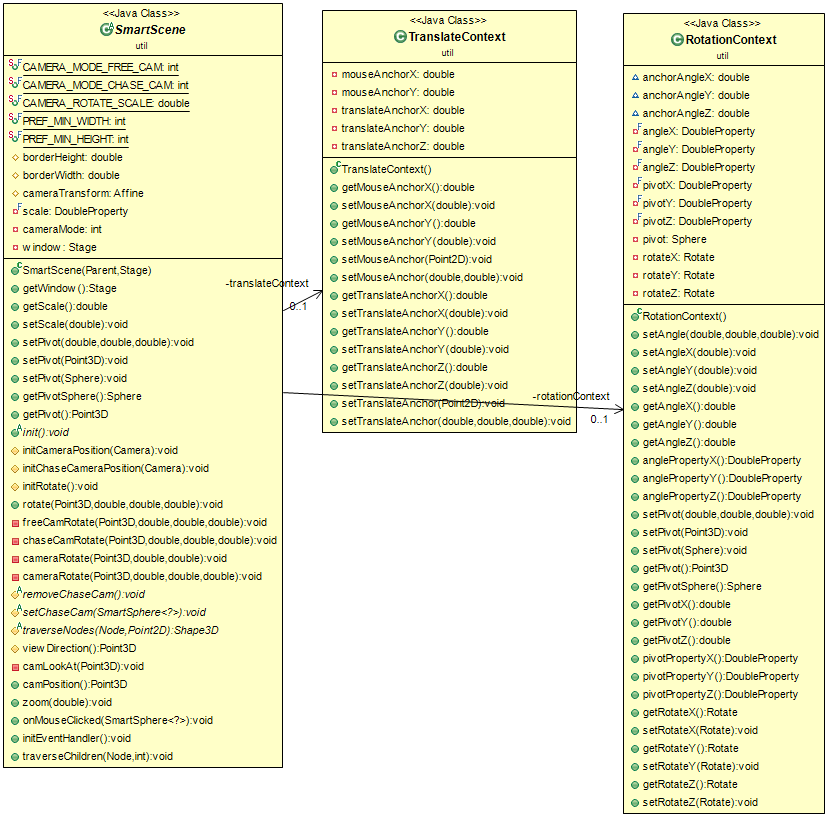 <<Java Class>>
SmartScene
util
CAMERA_MODE_FREE_CAM: int
CAMERA_MODE_CHASE_CAM: int
CAMERA_ROTATE_SCALE: double
PREF_MIN_WIDTH: int
PREF_MIN_HEIGHT: int
borderHeight: double
borderWidth: double
cameraTransform: Affine
scale: DoubleProperty
cameraMode: int
window: Stage
SmartScene(Parent,Stage)
getWindow():Stage
getScale():double
setScale(double):void
setPivot(double,double,double):void
setPivot(Point3D):void
setPivot(Sphere):void
getPivotSphere():Sphere
getPivot():Point3D
init():void
initCameraPosition(Camera):void
initChaseCameraPosition(Camera):void
initRotate():void
rotate(Point3D,double,double,double):void
freeCamRotate(Point3D,double,double,double):void
chaseCamRotate(Point3D,double,double,double):void
cameraRotate(Point3D,double,double):void
cameraRotate(Point3D,double,double,double):void
removeChaseCam():void
setChaseCam(SmartSphere<?>):void
traverseNodes(Node,Point2D):Shape3D
viewDirection():Point3D
camLookAt(Point3D):void
camPosition():Point3D
zoom(double):void
onMouseClicked(SmartSphere<?>):void
initEventHandler():void
traverseChildren(Node,int):void
-translateContext
0..1
<<Java Class>>
TranslateContext
util
mouseAnchorX: double
mouseAnchorY: double
translateAnchorX: double
translateAnchorY: double
translateAnchorZ: double
TranslateContext()
getMouseAnchorX():double
setMouseAnchorX(double):void
getMouseAnchorY():double
setMouseAnchorY(double):void
setMouseAnchor(Point2D):void
setMouseAnchor(double,double):void
getTranslateAnchorX():double
setTranslateAnchorX(double):void
getTranslateAnchorY():double
setTranslateAnchorY(double):void
getTranslateAnchorZ():double
setTranslateAnchorZ(double):void
setTranslateAnchor(Point2D):void
setTranslateAnchor(double,double,double):void
-rotationContext
0..1
<<Java Class>>
RotationContext
util
anchorAngleX: double
anchorAngleY: double
anchorAngleZ: double
angleX: DoubleProperty
angleY: DoubleProperty
angleZ: DoubleProperty
pivotX: DoubleProperty
pivotY: DoubleProperty
pivotZ: DoubleProperty
pivot: Sphere
rotateX: Rotate
rotateY: Rotate
rotateZ: Rotate
RotationContext()
setAngle(double,double,double):void
setAngleX(double):void
setAngleY(double):void
setAngleZ(double):void
getAngleX():double
getAngleY():double
getAngleZ():double
anglePropertyX():DoubleProperty
anglePropertyY():DoubleProperty
anglePropertyZ():DoubleProperty
setPivot(double,double,double):void
setPivot(Point3D):void
setPivot(Sphere):void
getPivot():Point3D
getPivotSphere():Sphere
getPivotX():double
getPivotY():double
getPivotZ():double
pivotPropertyX():DoubleProperty
pivotPropertyY():DoubleProperty
pivotPropertyZ():DoubleProperty
getRotateX():Rotate
setRotateX(Rotate):void
getRotateY():Rotate
setRotateY(Rotate):void
getRotateZ():Rotate
setRotateZ(Rotate):void